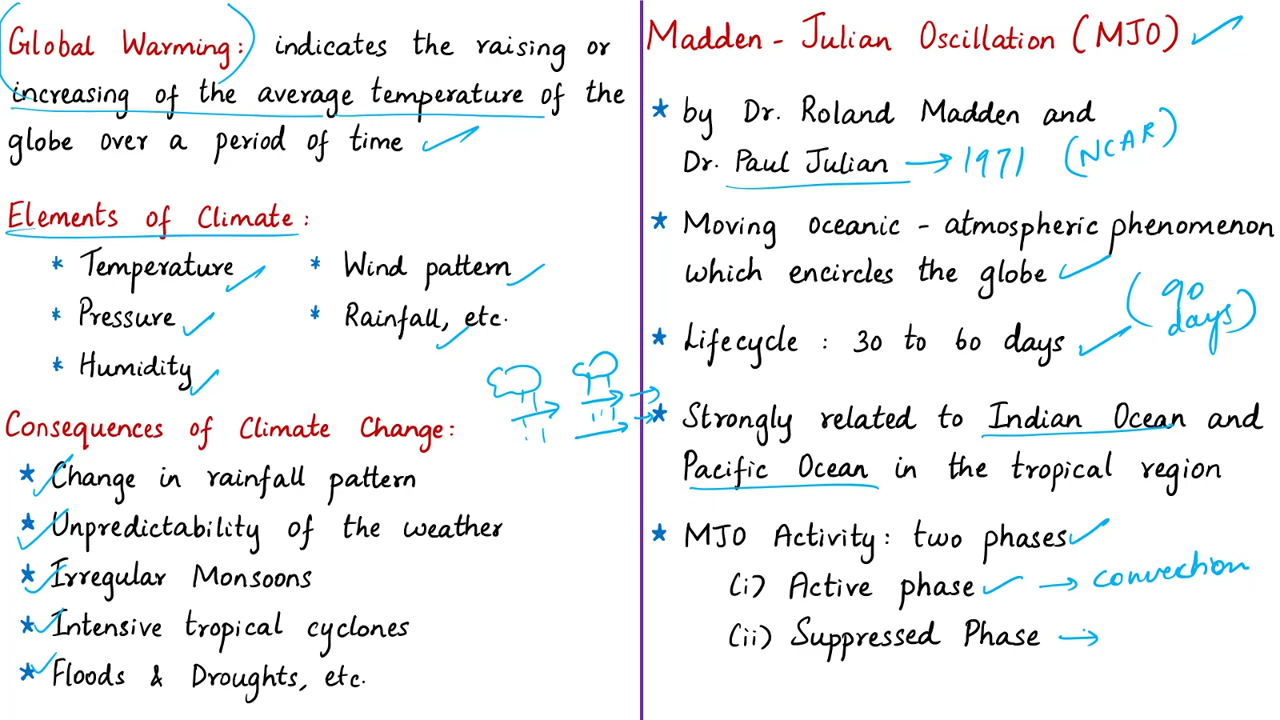 Global Warming: indicates the raising or
increasing of the average temperature of the
globe over a period of time
Elements of Climate:
* Temperature
* Pressure
* Humidity
* Wind pattern
* Rainfall, etc.
Consequences of Climate Change:
* Change in rainfall pattern
* Unpredictability of the weather
* Irregular Monsoons
* Intensive tropical cyclones
* Floods & Droughts, etc.
Madden - Julian Oscillation (MJO)
* by Dr. Roland Madden and
Dr. Paul Julian → 1971 (NCAR)
* Moving oceanic - atmospheric phenomenon
which encircles the globe
* Lifecycle : 30 to 60 days (90 days)
* Strongly related to Indian Ocean and
Pacific Ocean in the tropical region
* MJO Activity: two phases
(i) Active phase → convection
(ii) Suppressed Phase →